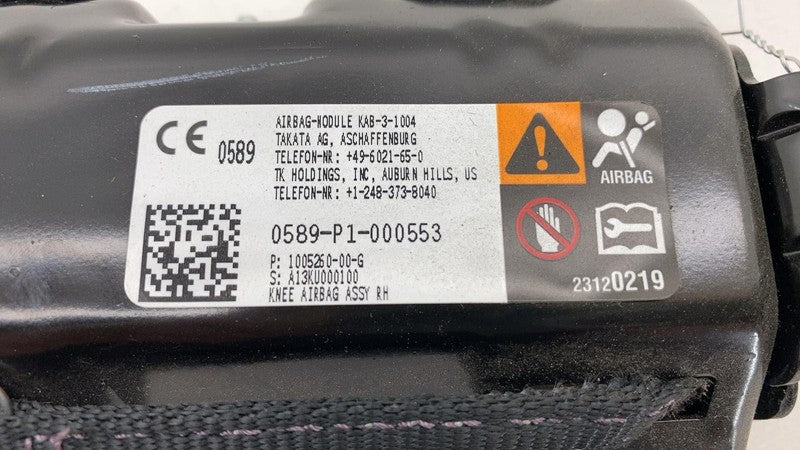 CE 0589
AIRBAG-MODULE KAB-3-1004
TAKATA AG, ASCHAFFENBURG
TELEFON-NR: +49-6021-65-0
TK HOLDINGS, INC, AUBURN HILLS, US
TELEFON-NR: +1-248-373-8040
0589-P1-000553
P: 1005260-00-G
S: A13KU000100
KNEE AIRBAG ASSY RH
AIRBAG
23120219